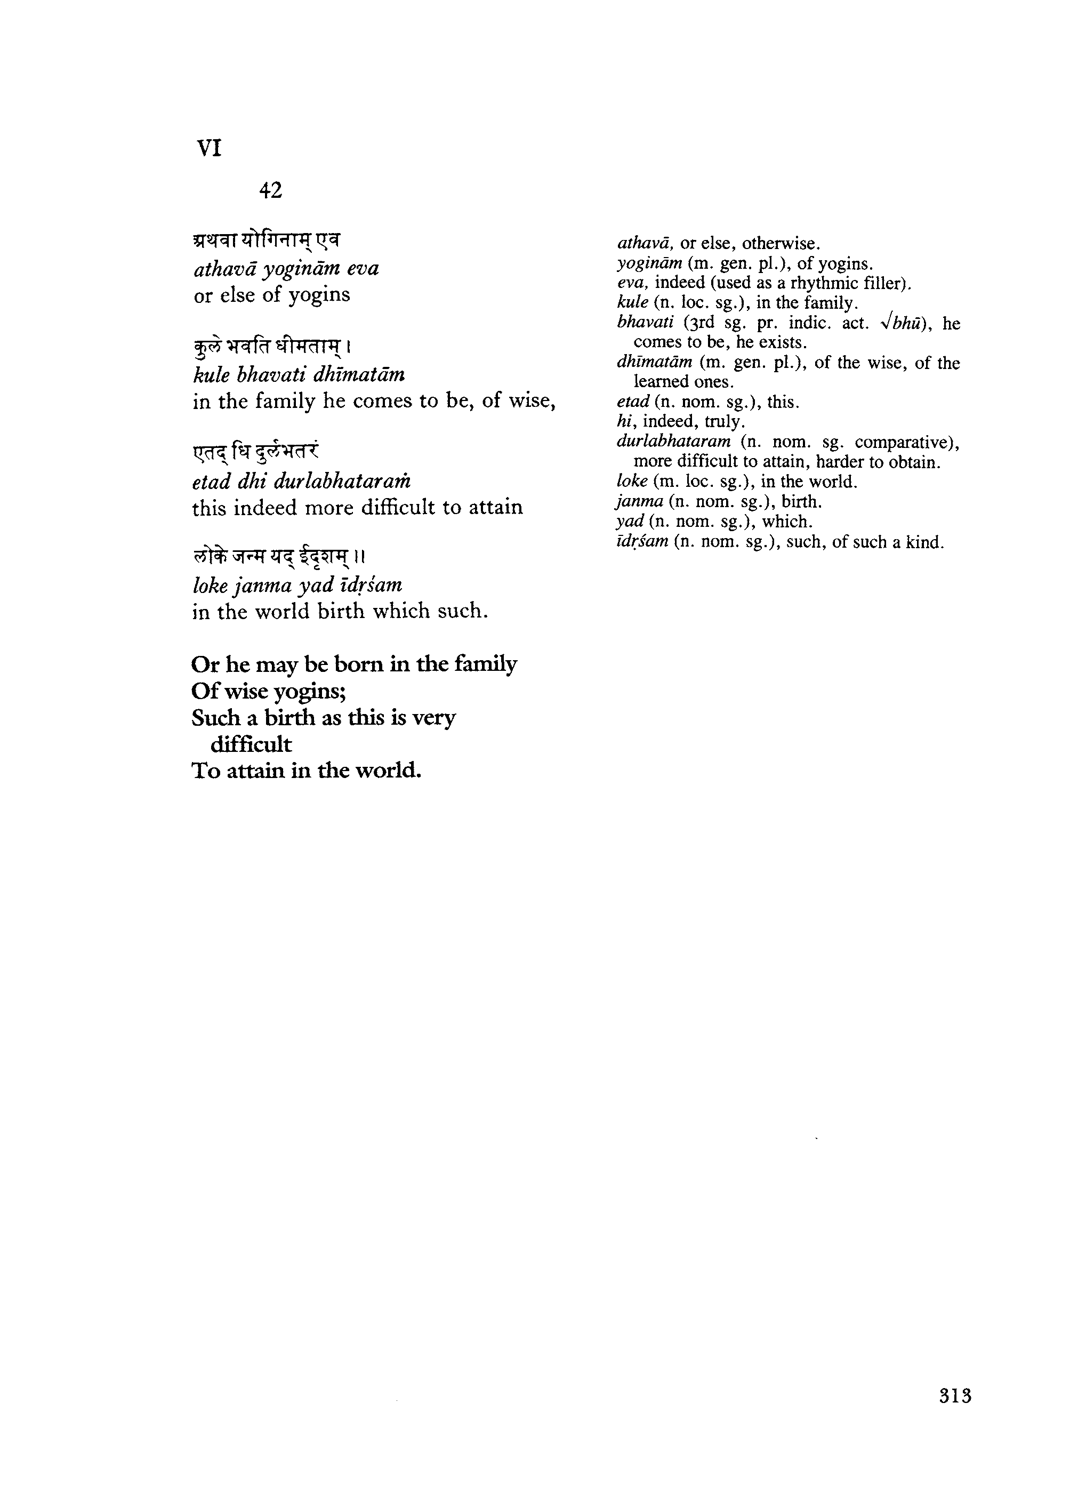 VI
42
अथवा योगिनाम् एव
athavā yoginām eva
or else of yogins
कुले भवति धीमताम् ।
kule bhavati dhīmatām
in the family he comes to be, of wise,
एतद् धि दुर्लभतरं
etad dhi durlabhataraṁ
this indeed more difficult to attain
लोके जन्म यद् ईदृशम् ।।
loke janma yad īdṛśam
in the world birth which such.
Or he may be born in the family
Of wise yogins;
Such a birth as this is very
difficult
To attain in the world.
athavā, or else, otherwise.
yoginām (m. gen. pl.), of yogins.
eva, indeed (used as a rhythmic filler).
kule (n. loc. sg.), in the family.
bhavati (3rd sg. pr. indic. act. √bhū), he
comes to be, he exists.
dhīmatām (m. gen. pl.), of the wise, of the
learned ones.
etad (n. nom. sg.), this.
hi, indeed, truly.
durlabhataram (n. nom. sg. comparative),
more difficult to attain, harder to obtain.
loke (m. loc. sg.), in the world.
janma (n. nom. sg.), birth.
yad (n. nom. sg.), which.
īdṛśam (n. nom. sg.), such, of such a kind.
313